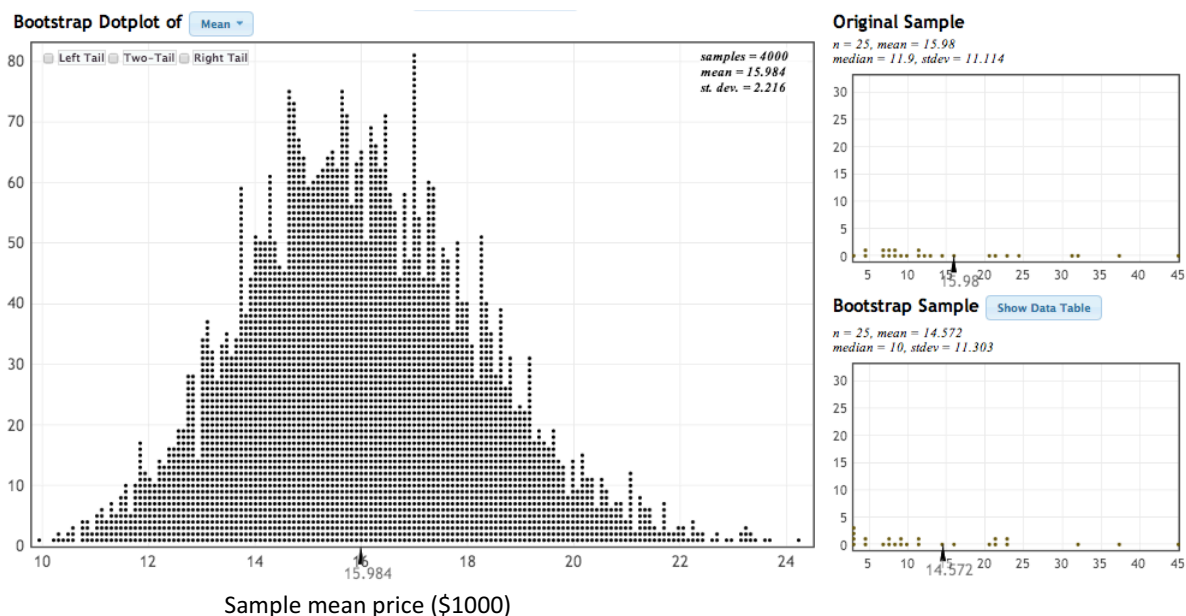 Bootstrap Dotplot of Mean
Left Tail Two-Tail Right Tail
samples = 4000
mean = 15.984
st. dev. = 2.216
80
70
60
50
40
30
20
10
0
10 12 14 16 18 20 22 24
15.984
Sample mean price ($1000)
Original Sample
n = 25, mean = 15.98
median = 11.9, stdev = 11.114
30
25
20
15
10
5
0
5 10 15 20 25 30 35 40 45
15.98
Bootstrap Sample Show Data Table
n = 25, mean = 14.572
median = 10, stdev = 11.303
30
25
20
15
10
5
0
5 10 15 20 25 30 35 40 45
14.572